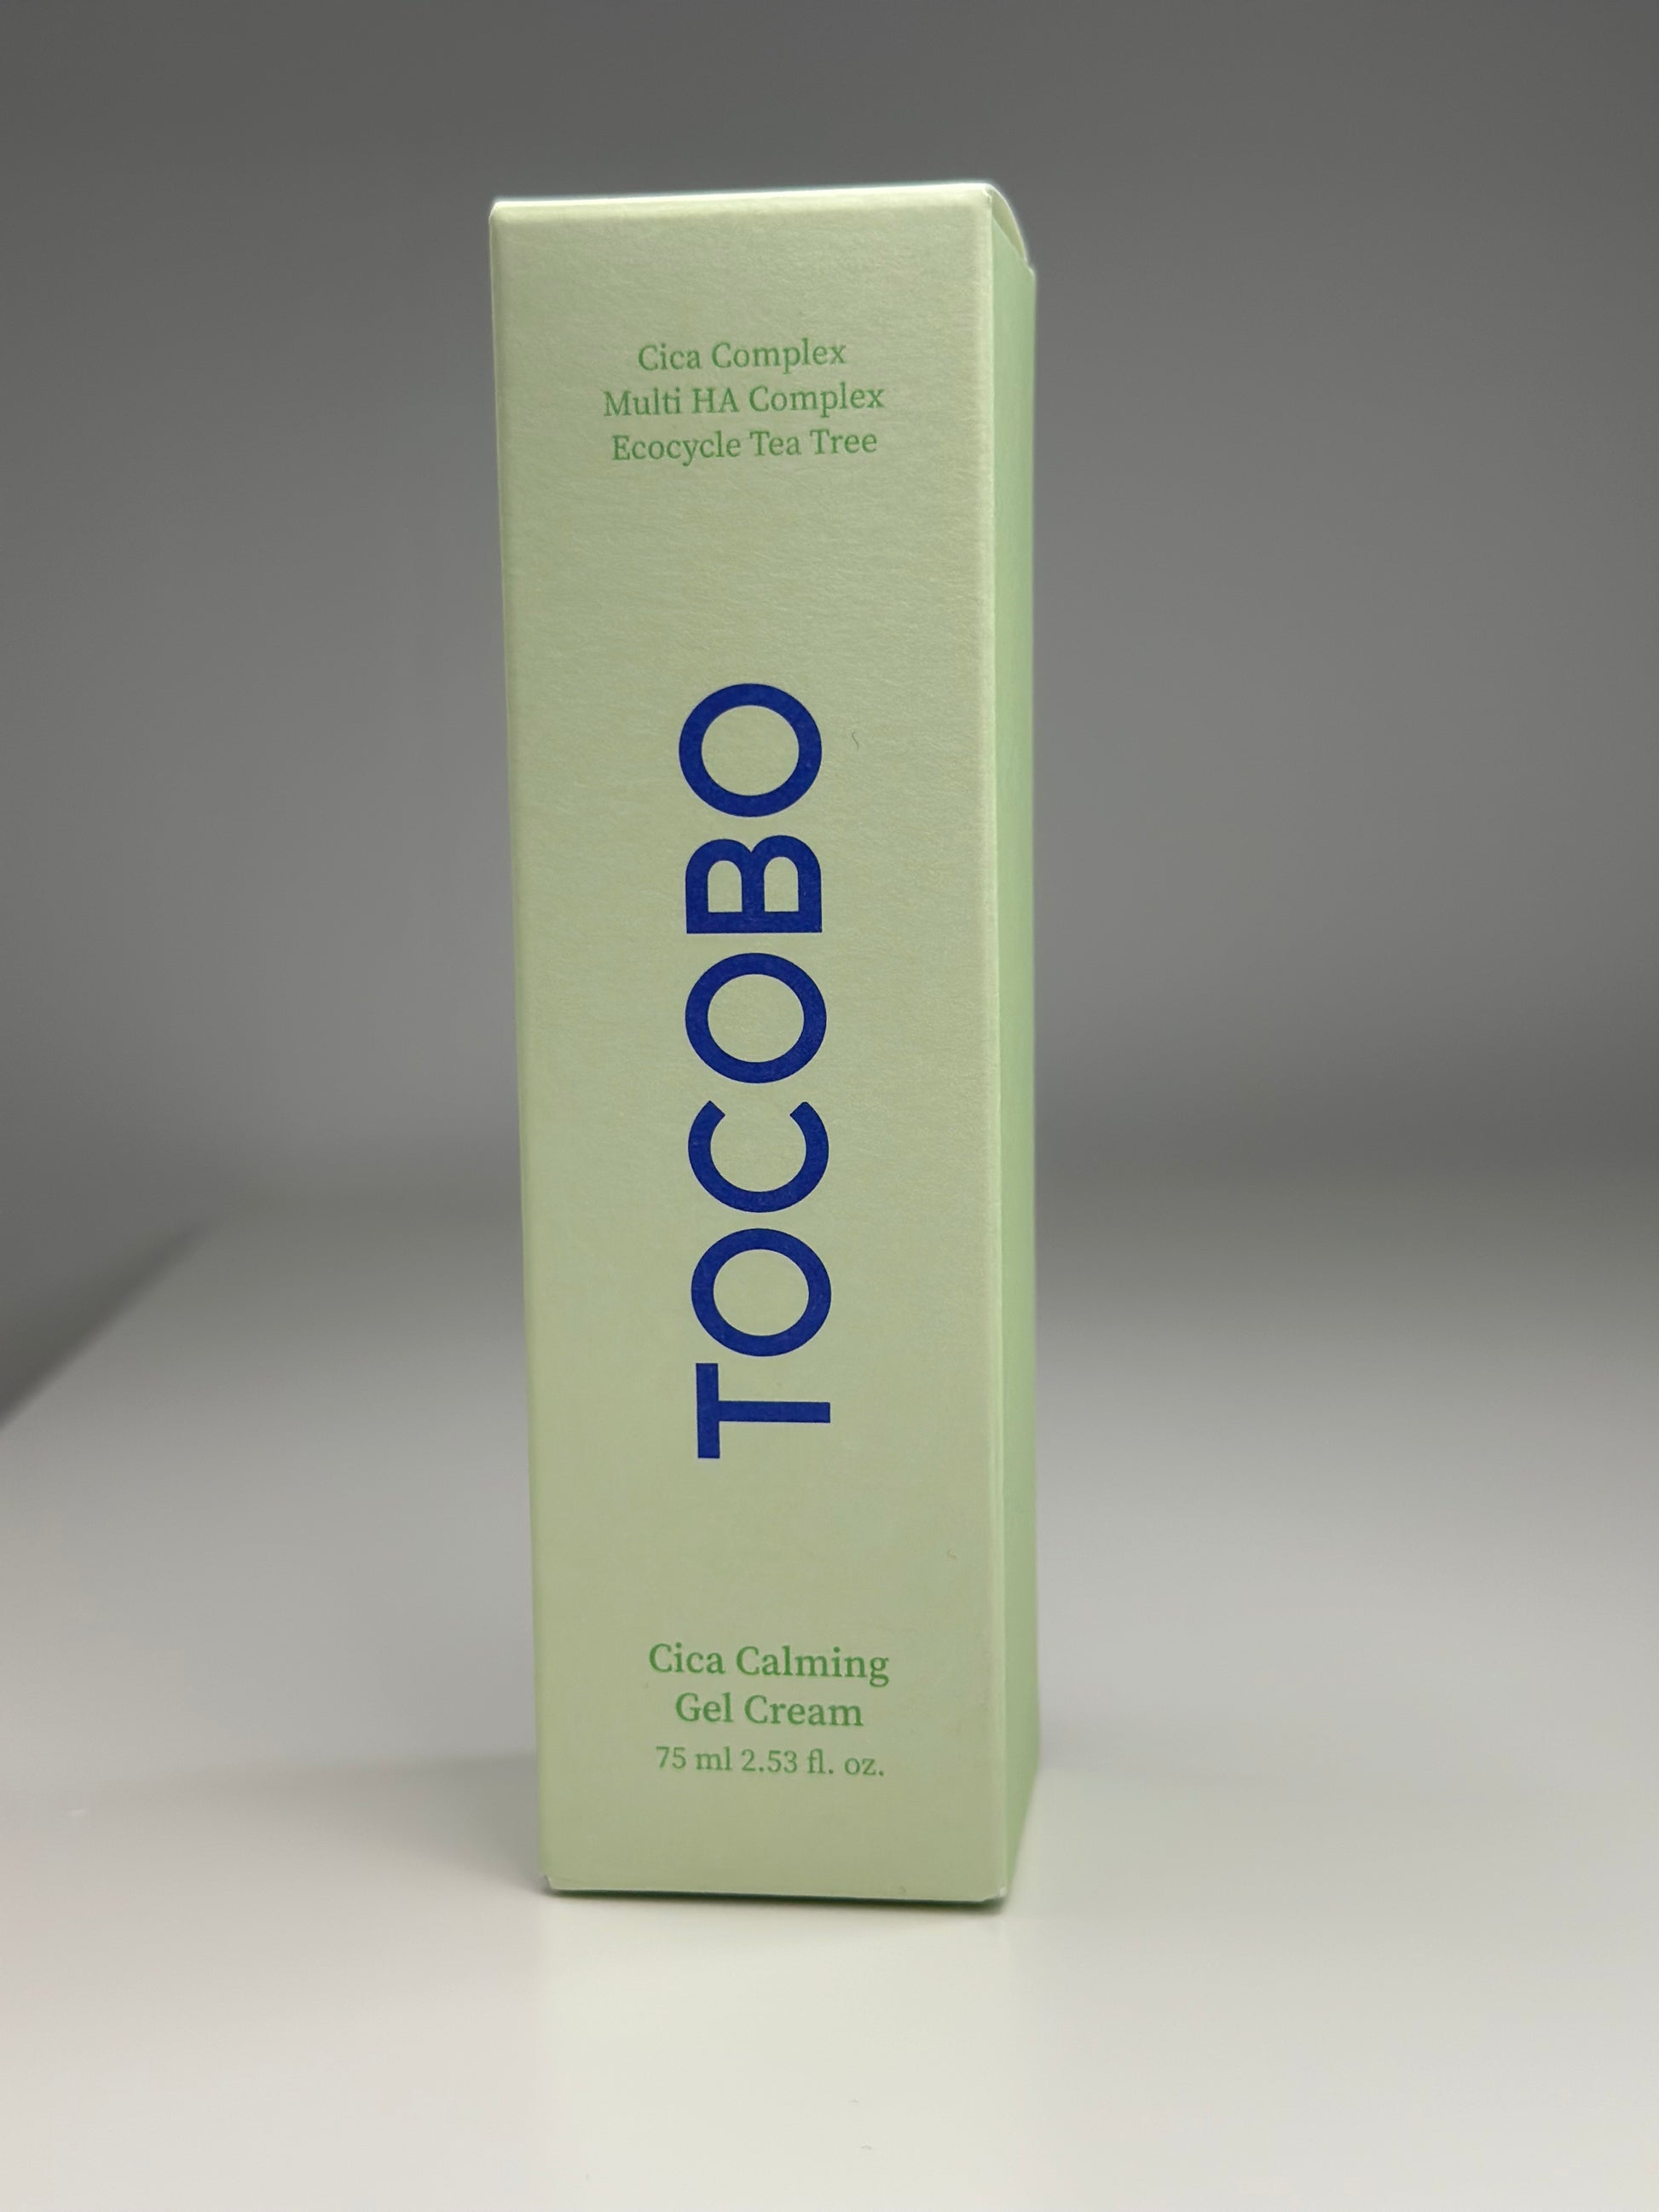 Cica Complex
Multi HA Complex
Ecocycle Tea Tree
TOCOBO
Cica Calming
Gel Cream
75 ml 2.53 fl. oz.